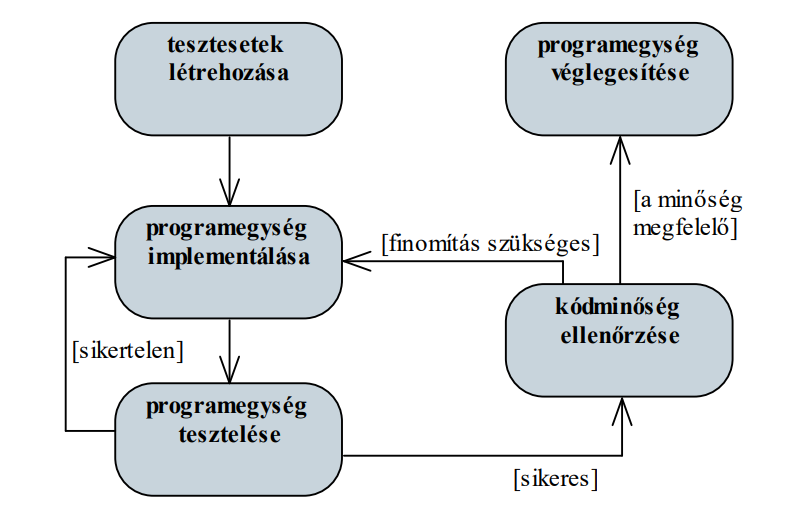 tesztesetek
létrehozása
programegység
véglegesítése
programegység
implementálása
[finomítás szükséges]
[a minőség
megfelelő]
kódminőség
ellenőrzése
[sikertelen]
programegység
tesztelése
[sikeres]